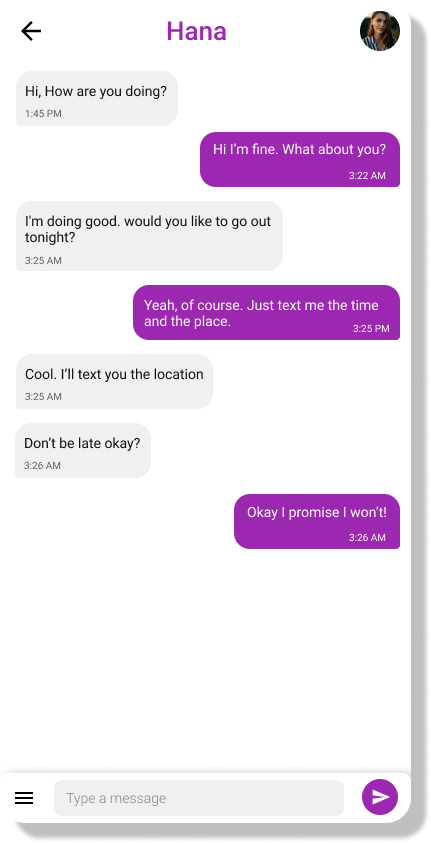 Hana
Hi, How are you doing?
1:45 PM
Hi I’m fine. What about you?
3:22 AM
I'm doing good. would you like to go out
tonight?
3:25 AM
Yeah, of course. Just text me the time
and the place.
3:25 PM
Cool. I’ll text you the location
3:25 AM
Don’t be late okay?
3:26 AM
Okay I promise I won’t!
3:26 AM
Type a message